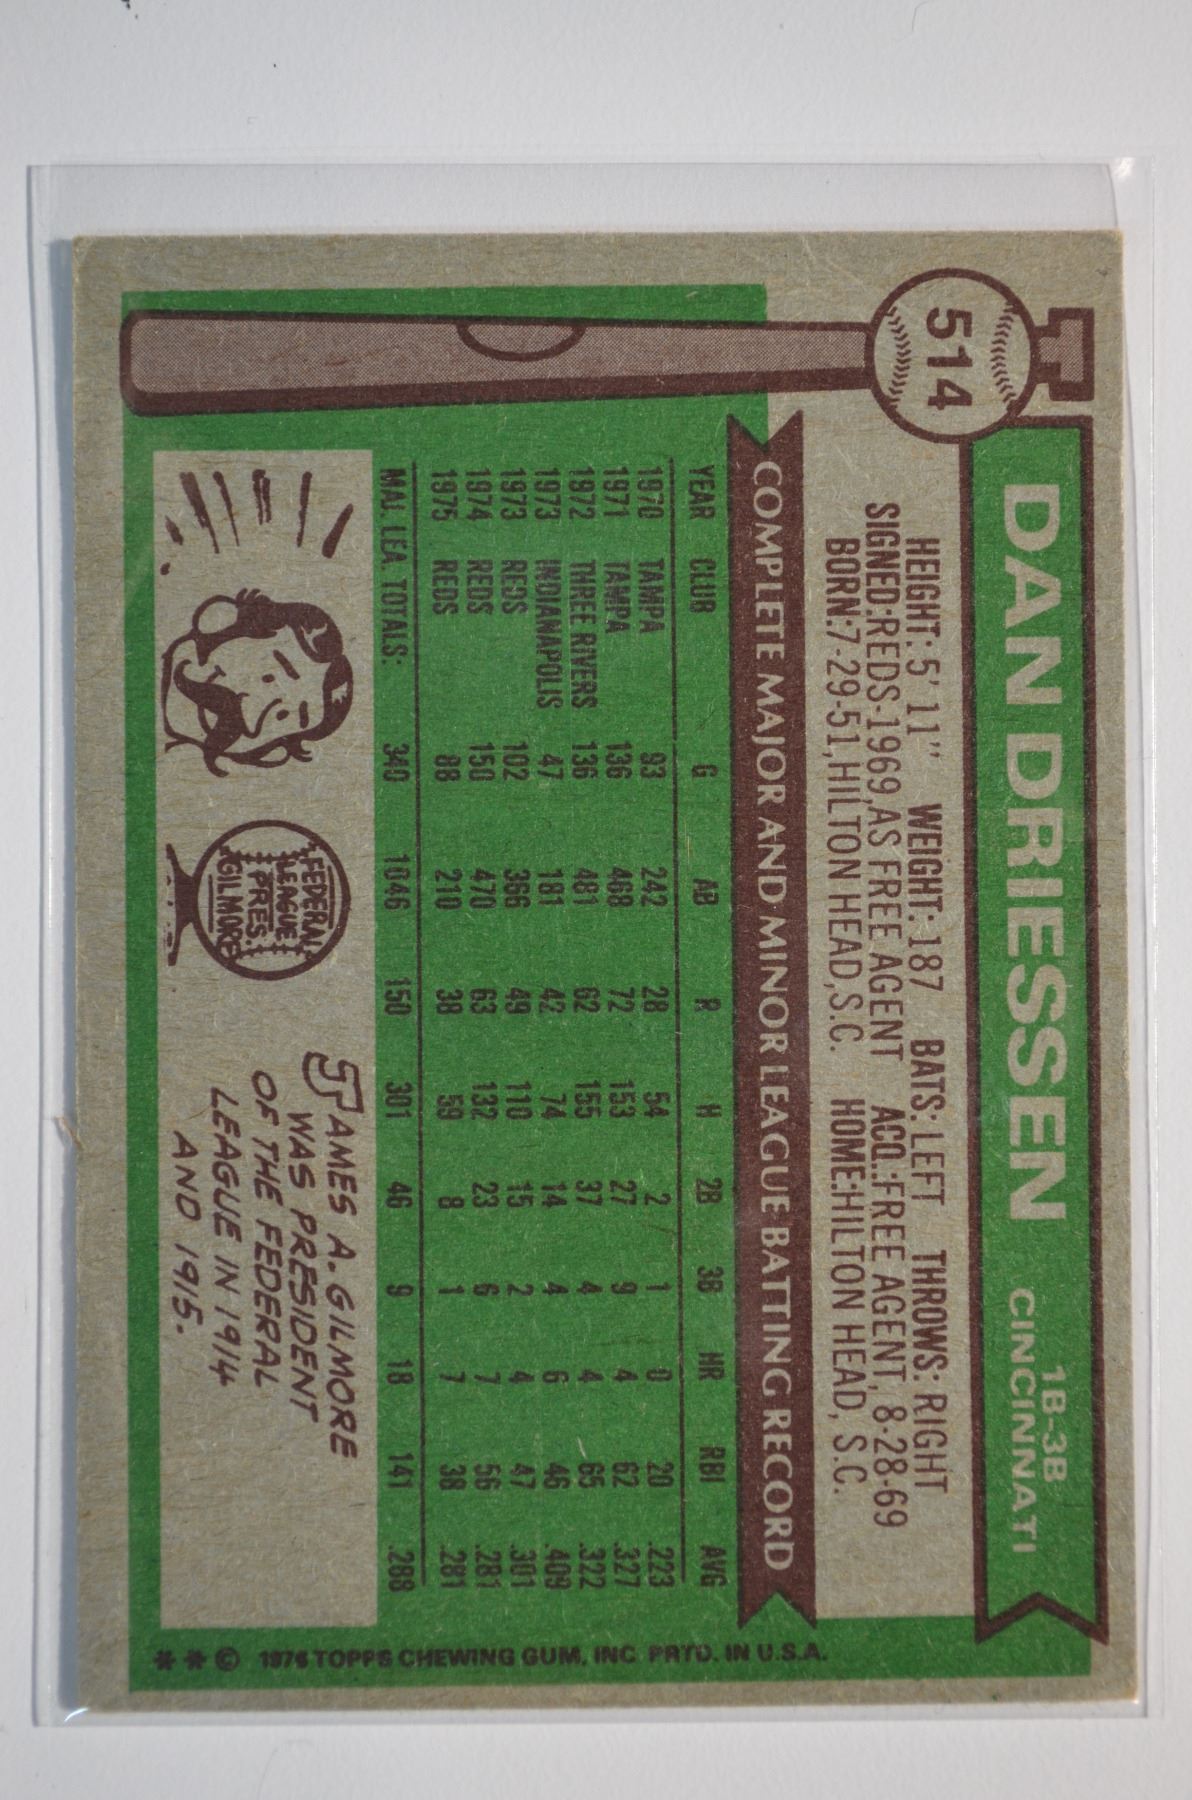 514
DAN DRIESSEN
1B-3B
CINCINNATI
HEIGHT: 5' 11" WEIGHT: 187 BATS: LEFT THROWS: RIGHT
SIGNED: REDS-1969, AS FREE AGENT ACQ.: FREE AGENT, 8-28-69
BORN: 7-29-51, HILTON HEAD, S.C. HOME: HILTON HEAD, S.C.
COMPLETE MAJOR AND MINOR LEAGUE BATTING RECORD
YEAR CLUB G AB R H 2B 3B HR RBI AVG
1970 TAMPA 93 242 28 54 2 1 0 20 .223
1971 TAMPA 136 468 72 153 27 9 4 62 .327
1972 THREE RIVERS 136 481 62 155 37 4 4 65 .322
1973 INDIANAPOLIS 47 181 42 74 14 4 6 46 .409
1973 REDS 102 366 49 110 15 2 4 47 .301
1974 REDS 150 470 63 132 23 6 7 56 .281
1975 REDS 88 210 38 59 8 1 7 38 .281
MAJ. LEA. TOTALS: 340 1046 150 301 46 9 18 141 .288
FEDERAL
LEAGUE
PRES.
GILMORE
JAMES A. GILMORE
WAS PRESIDENT
OF THE FEDERAL
LEAGUE IN 1914
AND 1915.
* * © 1976 TOPPS CHEWING GUM, INC. PRTD. IN U.S.A.